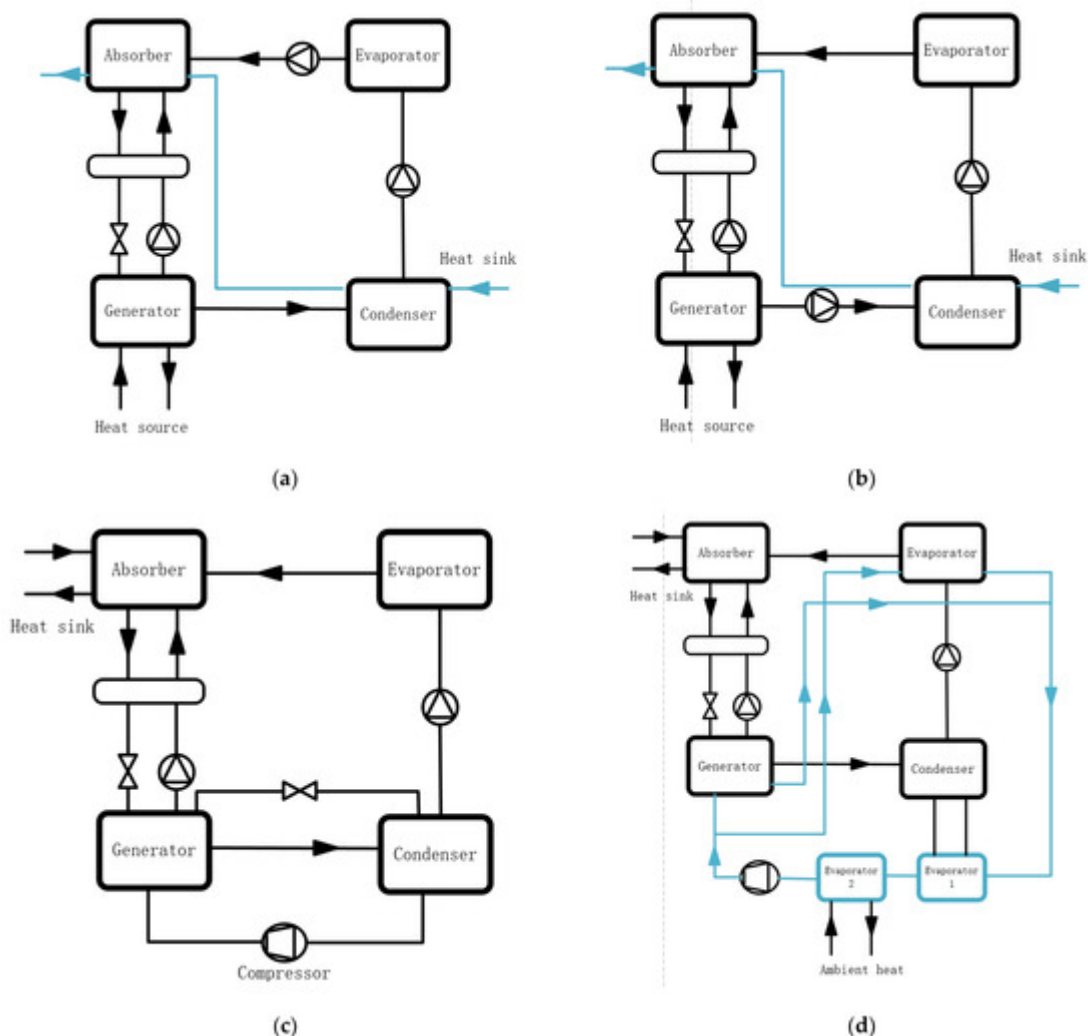 Absorber
Evaporator
Heat sink
Generator
Condenser
Heat source
(a)
Absorber
Evaporator
Heat sink
Generator
Condenser
Heat source
(b)
Absorber
Evaporator
Heat sink
Generator
Condenser
Compressor
(c)
Absorber
Evaporator
Heat sink
Generator
Condenser
Evaporator
2
Evaporator
1
Ambient heat
(d)